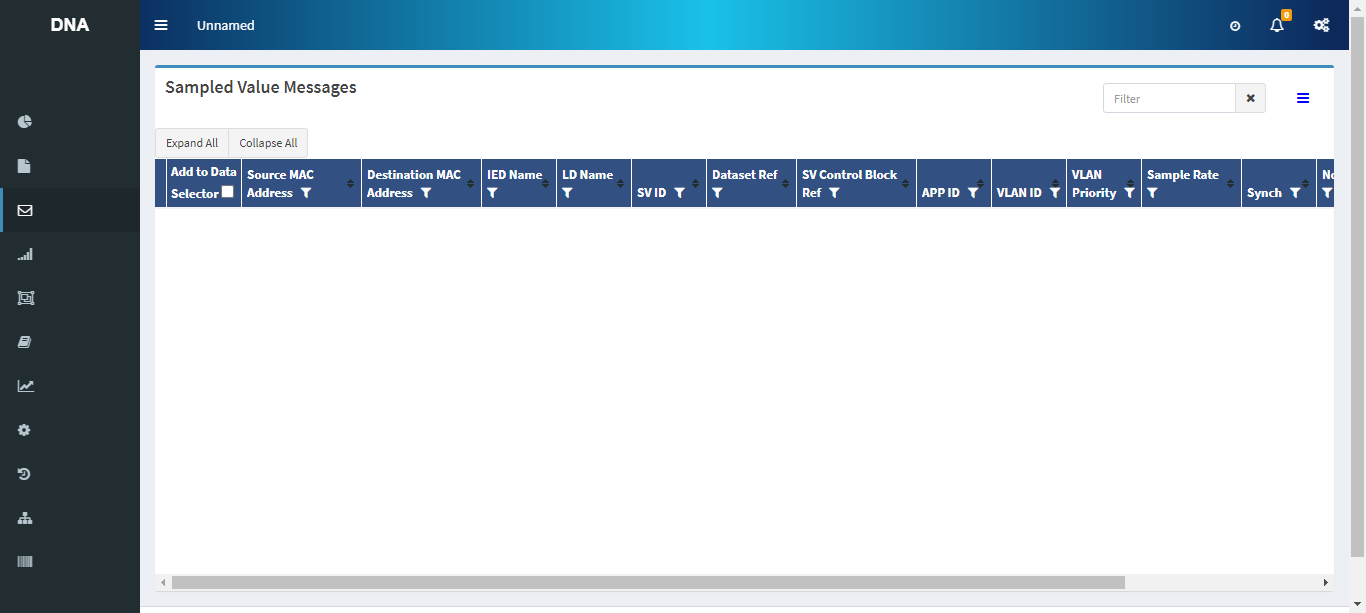 DNA
Unnamed
0
Sampled Value Messages
Filter
Expand All
Collapse All
Add to Data
Selector
Source MAC
Address
Destination MAC
Address
IED Name
LD Name
SV ID
Dataset Ref
SV Control Block
Ref
APP ID
VLAN ID
VLAN
Priority
Sample Rate
Synch